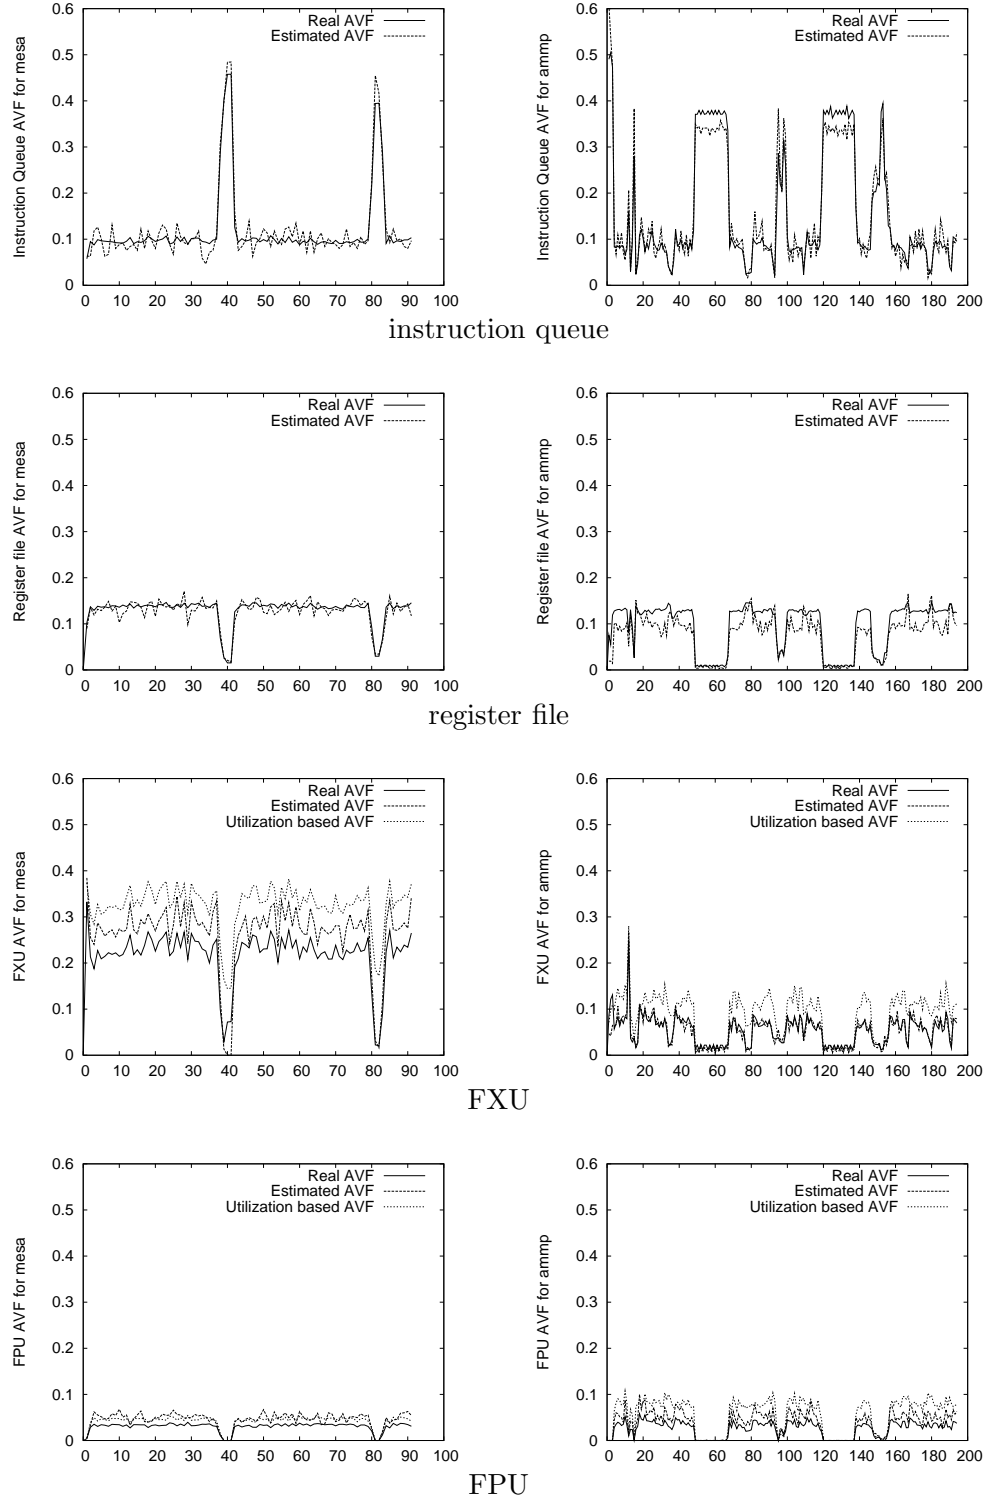 Instruction Queue AVF for mesa
0.6
0.5
0.4
0.3
0.2
0.1
0
0 10 20 30 40 50 60 70 80 90 100
Real AVF
Estimated AVF
Instruction Queue AVF for ammp
0.6
0.5
0.4
0.3
0.2
0.1
0
0 20 40 60 80 100 120 140 160 180 200
Real AVF
Estimated AVF
instruction queue
Register file AVF for mesa
0.6
0.5
0.4
0.3
0.2
0.1
0
0 10 20 30 40 50 60 70 80 90 100
Real AVF
Estimated AVF
Register file AVF for ammp
0.6
0.5
0.4
0.3
0.2
0.1
0
0 20 40 60 80 100 120 140 160 180 200
Real AVF
Estimated AVF
register file
FXU AVF for mesa
0.6
0.5
0.4
0.3
0.2
0.1
0
0 10 20 30 40 50 60 70 80 90 100
Real AVF
Estimated AVF
Utilization based AVF
FXU AVF for ammp
0.6
0.5
0.4
0.3
0.2
0.1
0
0 20 40 60 80 100 120 140 160 180 200
Real AVF
Estimated AVF
Utilization based AVF
FXU
FPU AVF for mesa
0.6
0.5
0.4
0.3
0.2
0.1
0
0 10 20 30 40 50 60 70 80 90 100
Real AVF
Estimated AVF
Utilization based AVF
FPU AVF for ammp
0.6
0.5
0.4
0.3
0.2
0.1
0
0 20 40 60 80 100 120 140 160 180 200
Real AVF
Estimated AVF
Utilization based AVF
FPU